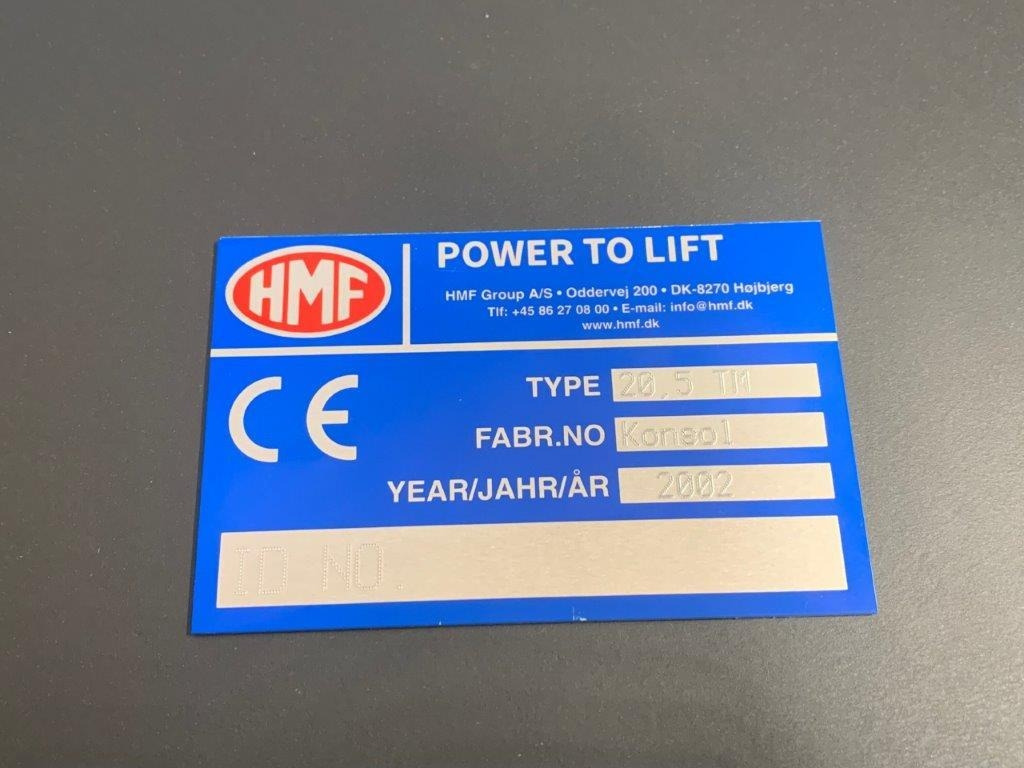 HMF
POWER TO LIFT
HMF Group A/S • Oddervej 200 • DK-8270 Højbjerg
Tlf: +45 86 27 08 00 • E-mail: info@hmf.dk
www.hmf.dk
CE
TYPE 20,5 TM
FABR.NO Konsol
YEAR/JAHR/ÅR 2002
ID NO.